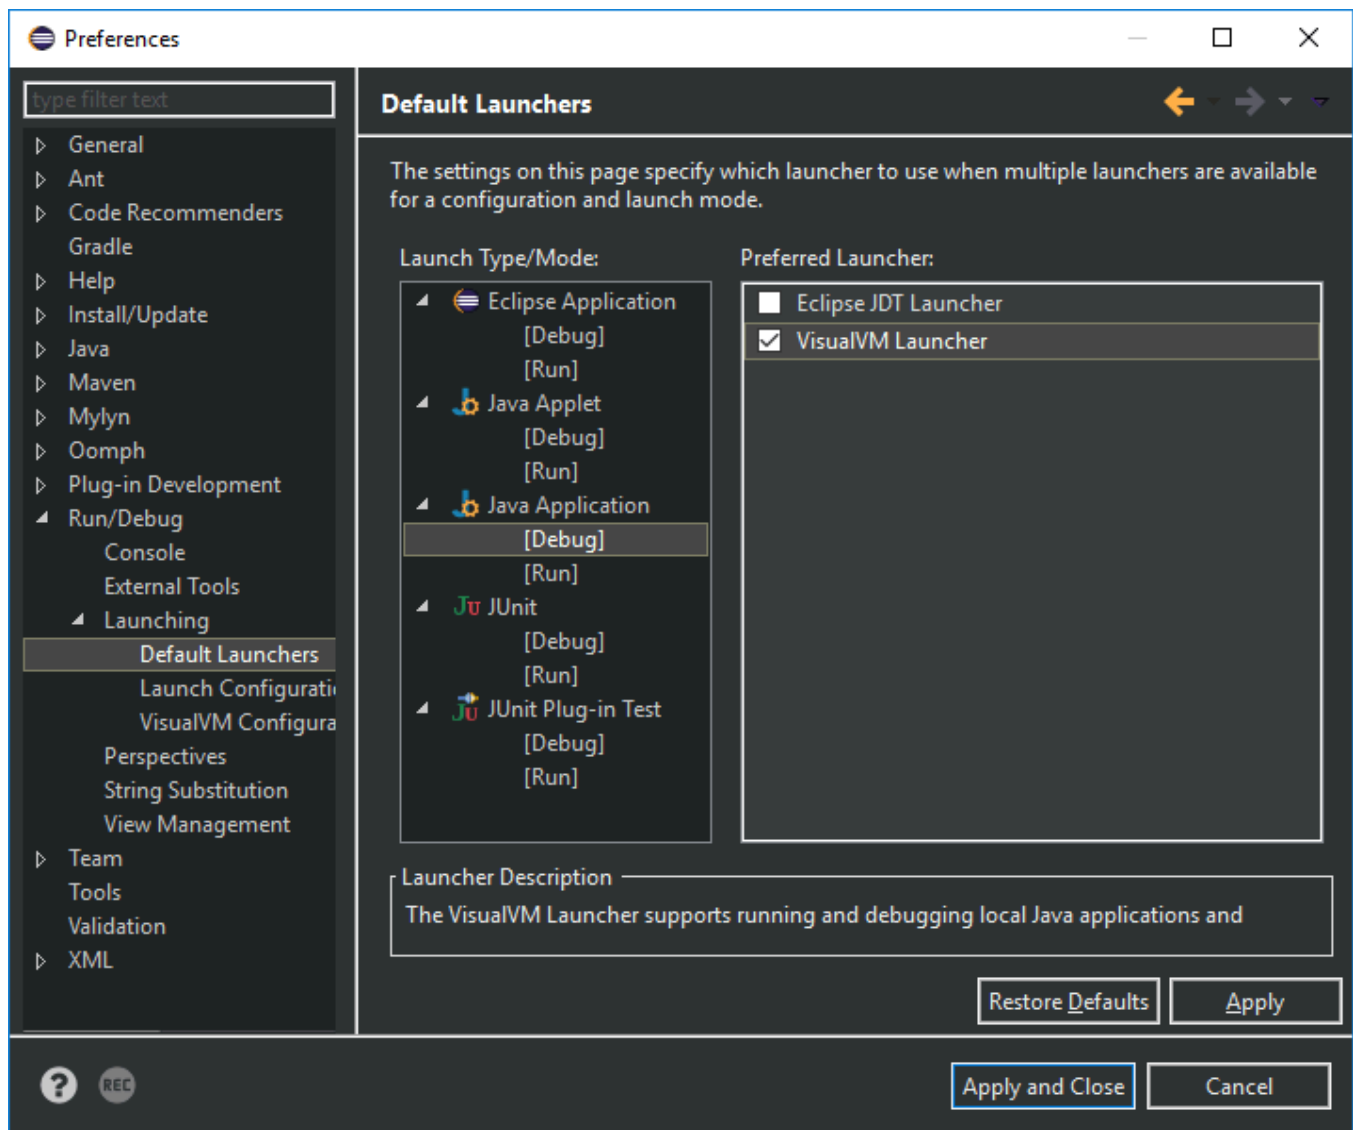 Preferences
type filter text
General
Ant
Code Recommenders
Gradle
Help
Install/Update
Java
Maven
Mylyn
Oomph
Plug-in Development
Run/Debug
Console
External Tools
Launching
Default Launchers
Launch Configurati
VisualVM Configura
Perspectives
String Substitution
View Management
Team
Tools
Validation
XML
Default Launchers
The settings on this page specify which launcher to use when multiple launchers are available
for a configuration and launch mode.
Launch Type/Mode:
Eclipse Application
[Debug]
[Run]
Java Applet
[Debug]
[Run]
Java Application
[Debug]
[Run]
Ju JUnit
[Debug]
[Run]
Ju JUnit Plug-in Test
[Debug]
[Run]
Preferred Launcher:
Eclipse JDT Launcher
VisualVM Launcher
Launcher Description
The VisualVM Launcher supports running and debugging local Java applications and
Restore Defaults
Apply
? REC
Apply and Close
Cancel